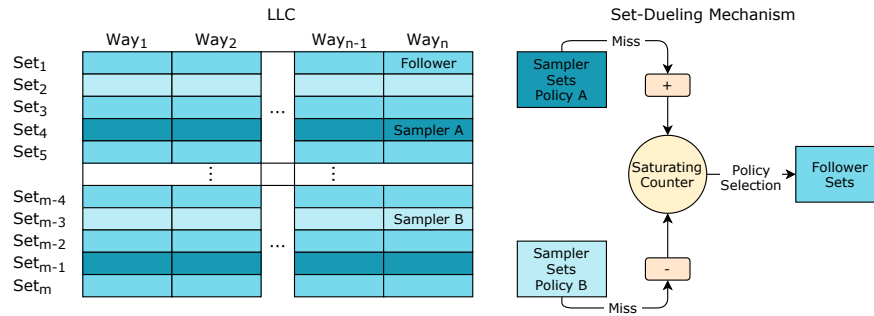 LLC
Way1 Way2 Wayn-1 Wayn
Set1 Follower
Set2
Set3
...
Set4 Sampler A
Set5
⋮ ⋮
Setm-4
Setm-3 Sampler B
Setm-2
...
Setm-1
Setm
Set-Dueling Mechanism
Miss
Sampler
Sets
Policy A
+
Saturating
Counter
Policy
Selection
Follower
Sets
Sampler
Sets
Policy B
-
Miss